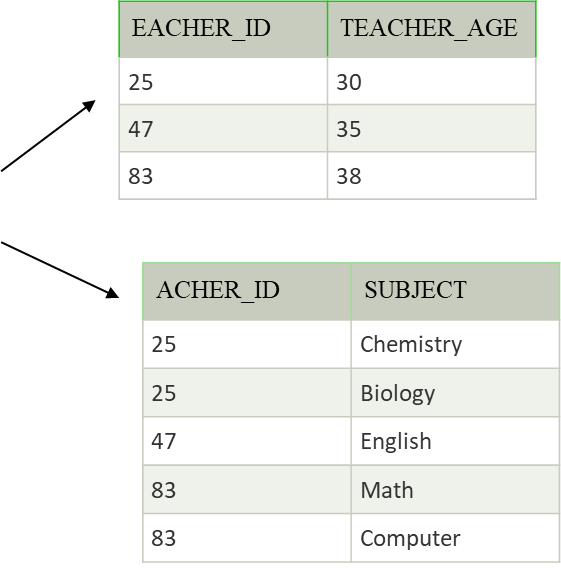 EACHER_ID TEACHER_AGE
25 30
47 35
83 38
ACHER_ID SUBJECT
25 Chemistry
25 Biology
47 English
83 Math
83 Computer